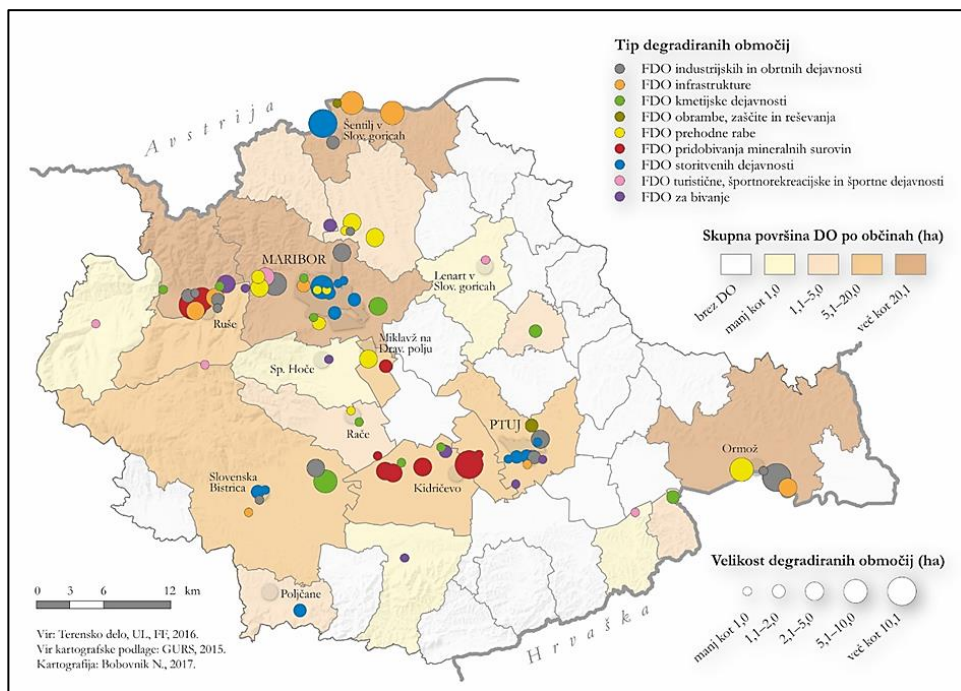 Tip degradiranih območij
FDO industrijskih in obrtnih dejavnosti
FDO infrastrukture
FDO kmetijske dejavnosti
FDO obrambe, zaščite in reševanja
FDO prehodne rabe
FDO pridobivanja mineralnih surovin
FDO storitvenih dejavnosti
FDO turistične, športnorekreacijske in športne dejavnosti
FDO za bivanje
Skupna površina DO po občinah (ha)
brez DO
manj kot 1,0
1,1–5,0
5,1–20,0
več kot 20,1
Avstrija
Šentilj v
Slov. goricah
MARIBOR
Lenart v
Slov. goricah
Ruše
Miklavž na
Drav. polju
Sp. Hoče
Rače
PTUJ
Ormož
Slovenska
Bistrica
Kidričevo
Poljčane
Hrvaška
Velikost degradiranih območij (ha)
manj kot 1,0
1,1–2,0
2,1–5,0
5,1–10,0
več kot 10,1
0 3 6 12 km
Vir: Terensko delo, UL, FF, 2016.
Vir kartografske podlage: GURS, 2015.
Kartografija: Bobovnik N., 2017.